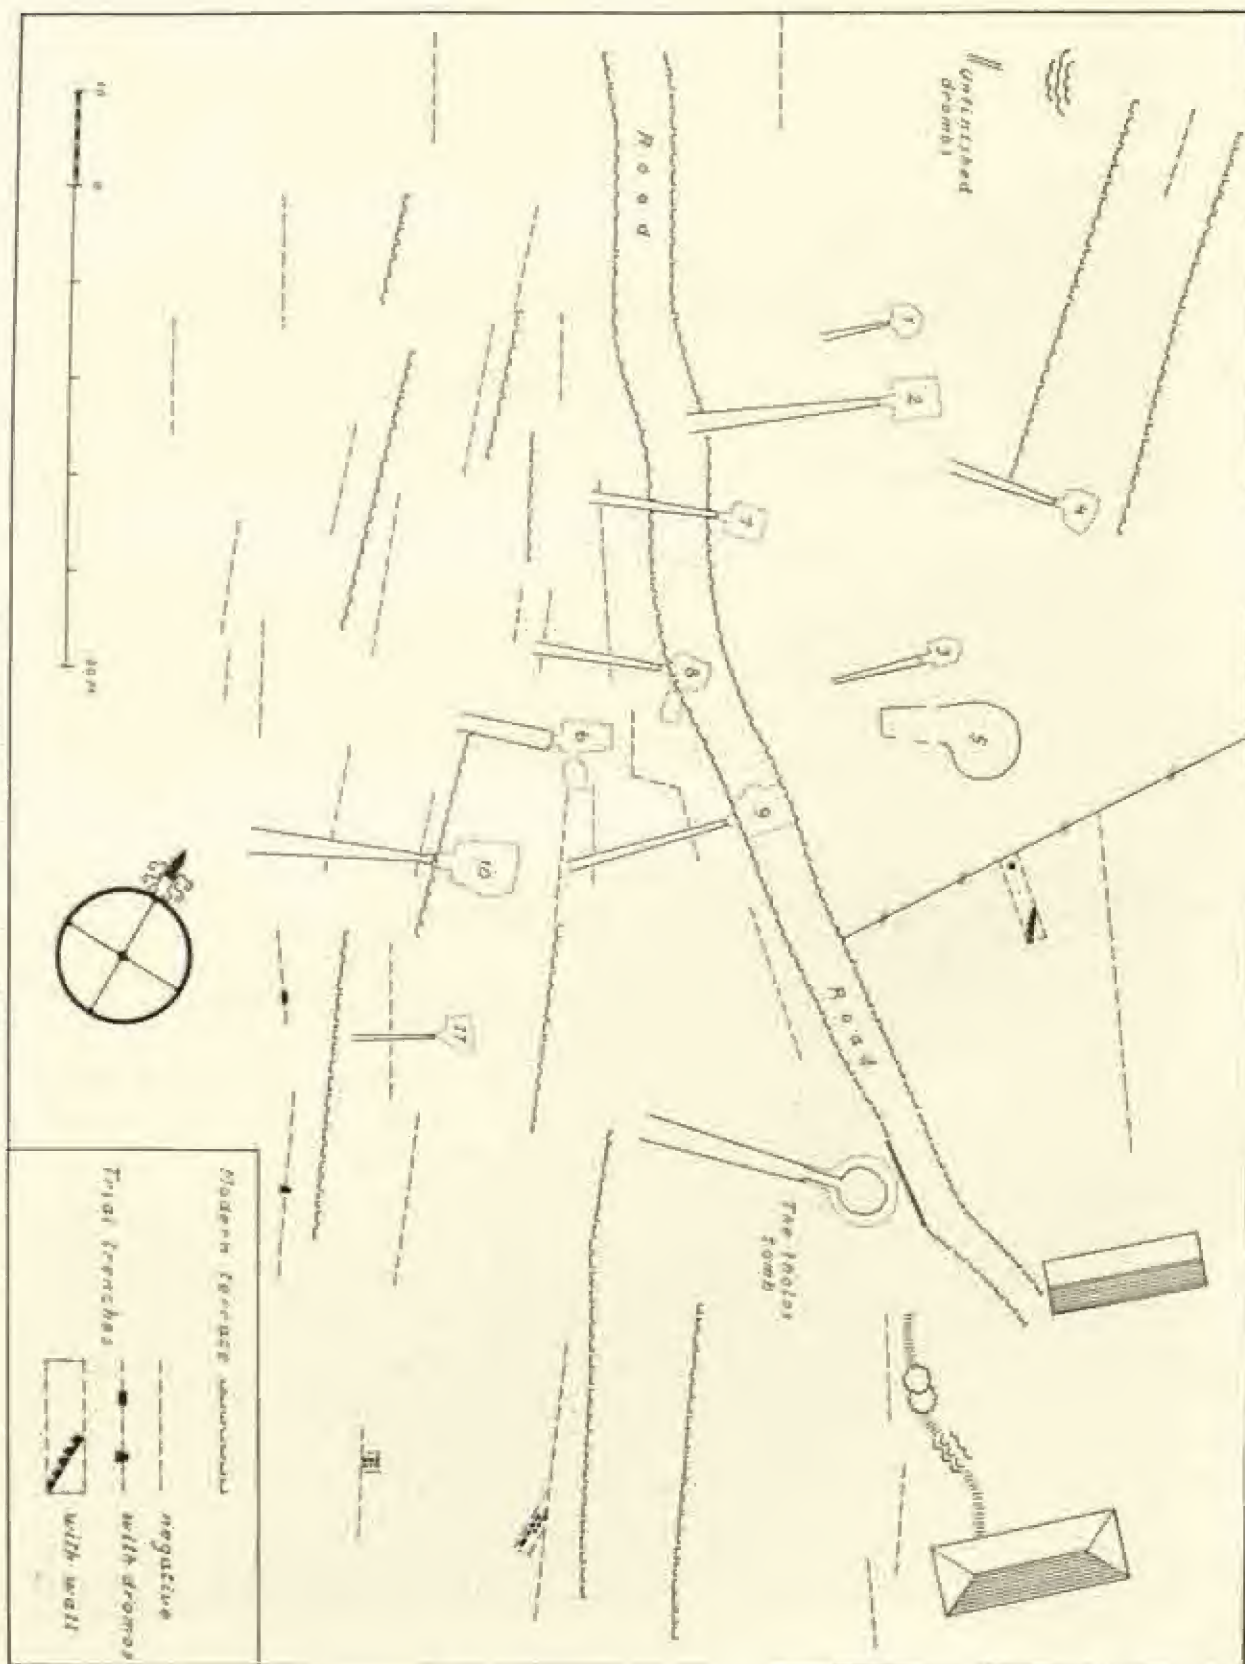 10
0
50 M
Road
Unfinished
dromos
1
2
4
7
3
5
8
6
9
10
11
Road
The tholos
Tomb
Modern terrace
Trial trenches
negative
with dromos
with wall